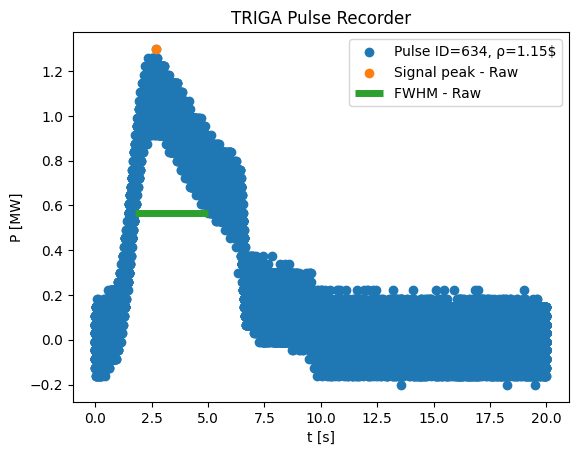 TRIGA Pulse Recorder
Pulse ID=634, ρ=1.15$
Signal peak - Raw
FWHM - Raw
P [MW]
1.2
1.0
0.8
0.6
0.4
0.2
0.0
−0.2
0.0 2.5 5.0 7.5 10.0 12.5 15.0 17.5 20.0
t [s]